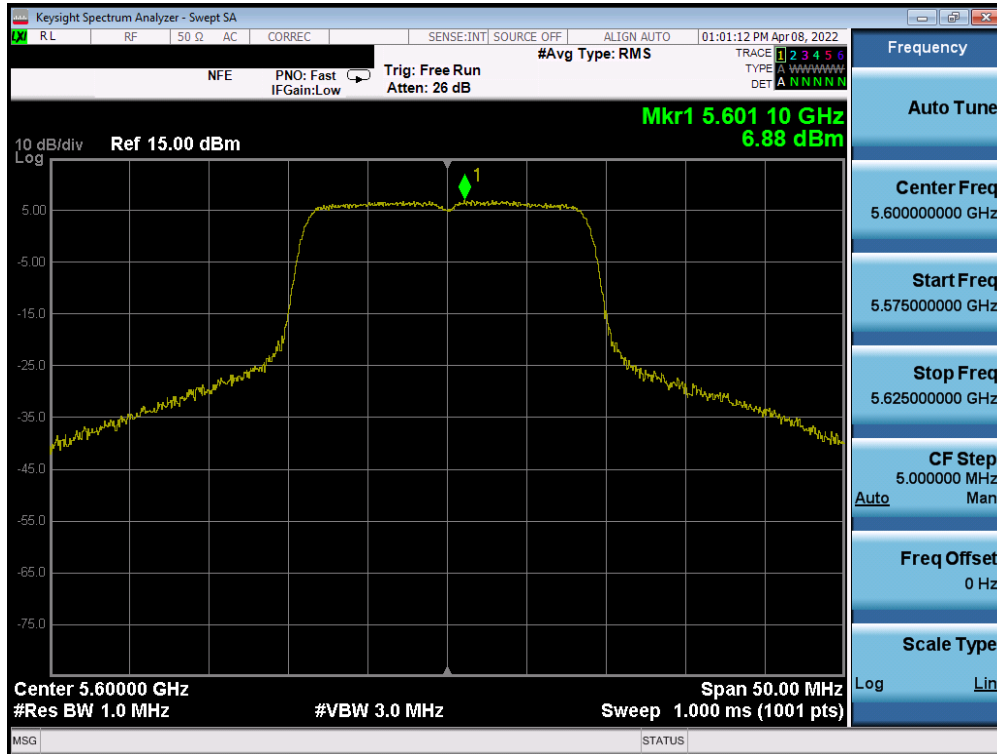 Keysight Spectrum Analyzer - Swept SA
LXI RL RF 50 Ω AC CORREC SENSE:INT SOURCE OFF ALIGN AUTO 01:01:12 PM Apr 08, 2022
NFE PNO: Fast Trig: Free Run #Avg Type: RMS TRACE 1 2 3 4 5 6
IFGain:Low Atten: 26 dB TYPE A WWWWW
DET A N N N N N
Mkr1 5.601 10 GHz
6.88 dBm
10 dB/div Ref 15.00 dBm
Log
1
5.00
-5.00
-15.0
-25.0
-35.0
-45.0
-55.0
-65.0
-75.0
Center 5.60000 GHz Span 50.00 MHz
#Res BW 1.0 MHz #VBW 3.0 MHz Sweep 1.000 ms (1001 pts)
MSG STATUS
Frequency
Auto Tune
Center Freq
5.600000000 GHz
Start Freq
5.575000000 GHz
Stop Freq
5.625000000 GHz
CF Step
5.000000 MHz
Auto Man
Freq Offset
0 Hz
Scale Type
Log Lin